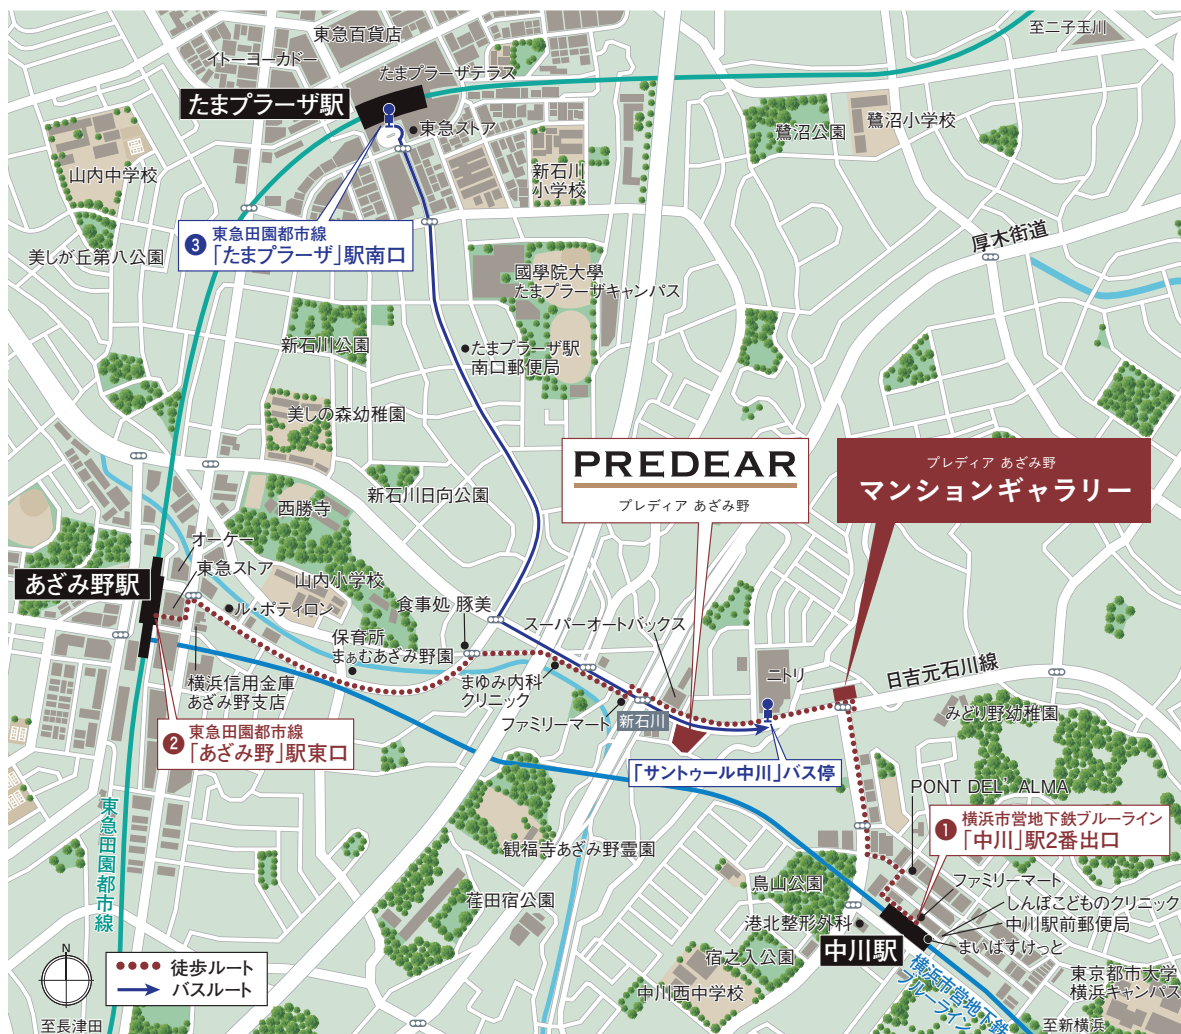 東急百貨店
イトーヨーカドー
至二子玉川
たまプラーザテラス
たまプラーザ駅
東急ストア
鷺沼公園
鷺沼小学校
山内中学校
新石川
小学校
美しが丘第八公園
3 東急田園都市線
「たまプラーザ」駅南口
厚木街道
國學院大學
たまプラーザキャンパス
新石川公園
たまプラーザ駅
南口郵便局
美しの森幼稚園
新石川日向公園
PREDEAR
プレディア あざみ野
プレディア あざみ野
マンションギャラリー
西勝寺
オーケー
東急ストア
あざみ野駅
山内小学校
ル・ポティロン
食事処 豚美
スーパーオートバックス
保育所
まぁむあざみ野園
まゆみ内科
クリニック
ニトリ
日吉元石川線
横浜信用金庫
あざみ野支店
ファミリーマート
新石川
みどり野幼稚園
2 東急田園都市線
「あざみ野」駅東口
「サントゥール中川」バス停
PONT DEL' ALMA
東急田園都市線
1 横浜市営地下鉄ブルーライン
「中川」駅2番出口
観福寺あざみ野霊園
烏山公園
ファミリーマート
しんぼこどものクリニック
荏田宿公園
港北整形外科
中川駅前郵便局
中川駅
まいばすけっと
宿之入公園
N
徒歩ルート
バスルート
中川西中学校
横浜市営地下鉄
ブルーライン
東京都市大学
横浜キャンパス
至長津田
至新横浜